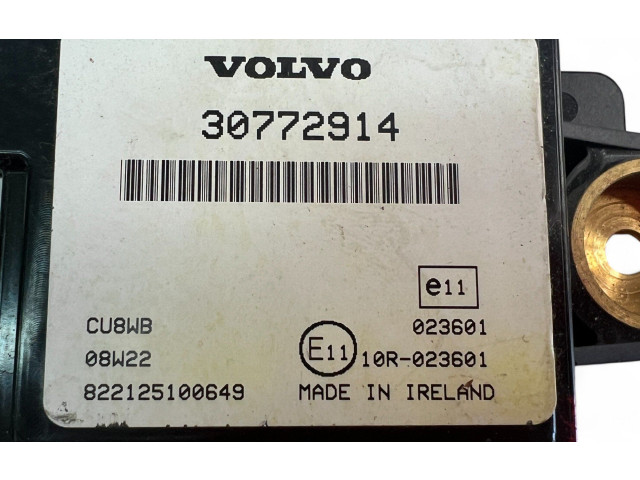 VOLVO
30772914
e11
CU8WB 023601
08W22 E11 10R-023601
822125100649 MADE IN IRELAND